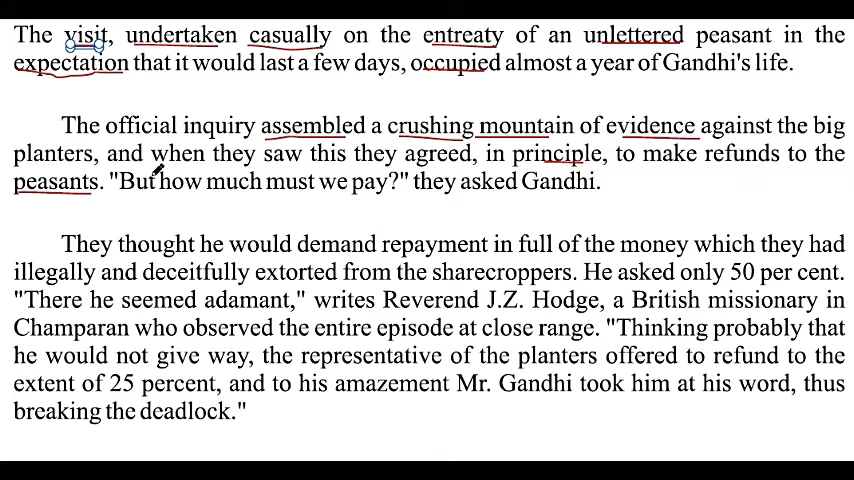 The visit, undertaken casually on the entreaty of an unlettered peasant in the
expectation that it would last a few days, occupied almost a year of Gandhi's life.
The official inquiry assembled a crushing mountain of evidence against the big
planters, and when they saw this they agreed, in principle, to make refunds to the
peasants. "But how much must we pay?" they asked Gandhi.
They thought he would demand repayment in full of the money which they had
illegally and deceitfully extorted from the sharecroppers. He asked only 50 per cent.
"There he seemed adamant," writes Reverend J.Z. Hodge, a British missionary in
Champaran who observed the entire episode at close range. "Thinking probably that
he would not give way, the representative of the planters offered to refund to the
extent of 25 percent, and to his amazement Mr. Gandhi took him at his word, thus
breaking the deadlock."